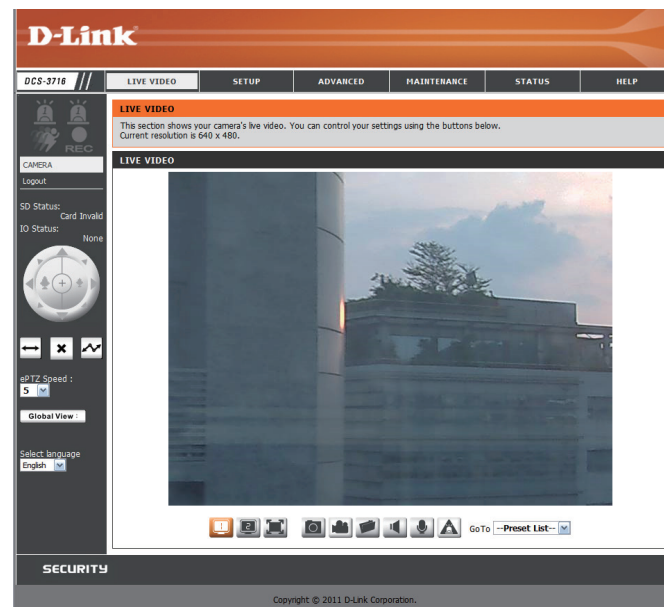 D-Link
DCS-3716 //
LIVE VIDEO SETUP ADVANCED MAINTENANCE STATUS HELP
REC
CAMERA
Logout
SD Status:
Card Invalid
IO Status:
None
ePTZ Speed :
5
Global View :
Select language
English
LIVE VIDEO
This section shows your camera's live video. You can control your settings using the buttons below.
Current resolution is 640 x 480.
LIVE VIDEO
1 2 GoTo --Preset List--
SECURITY
Copyright © 2011 D-Link Corporation.